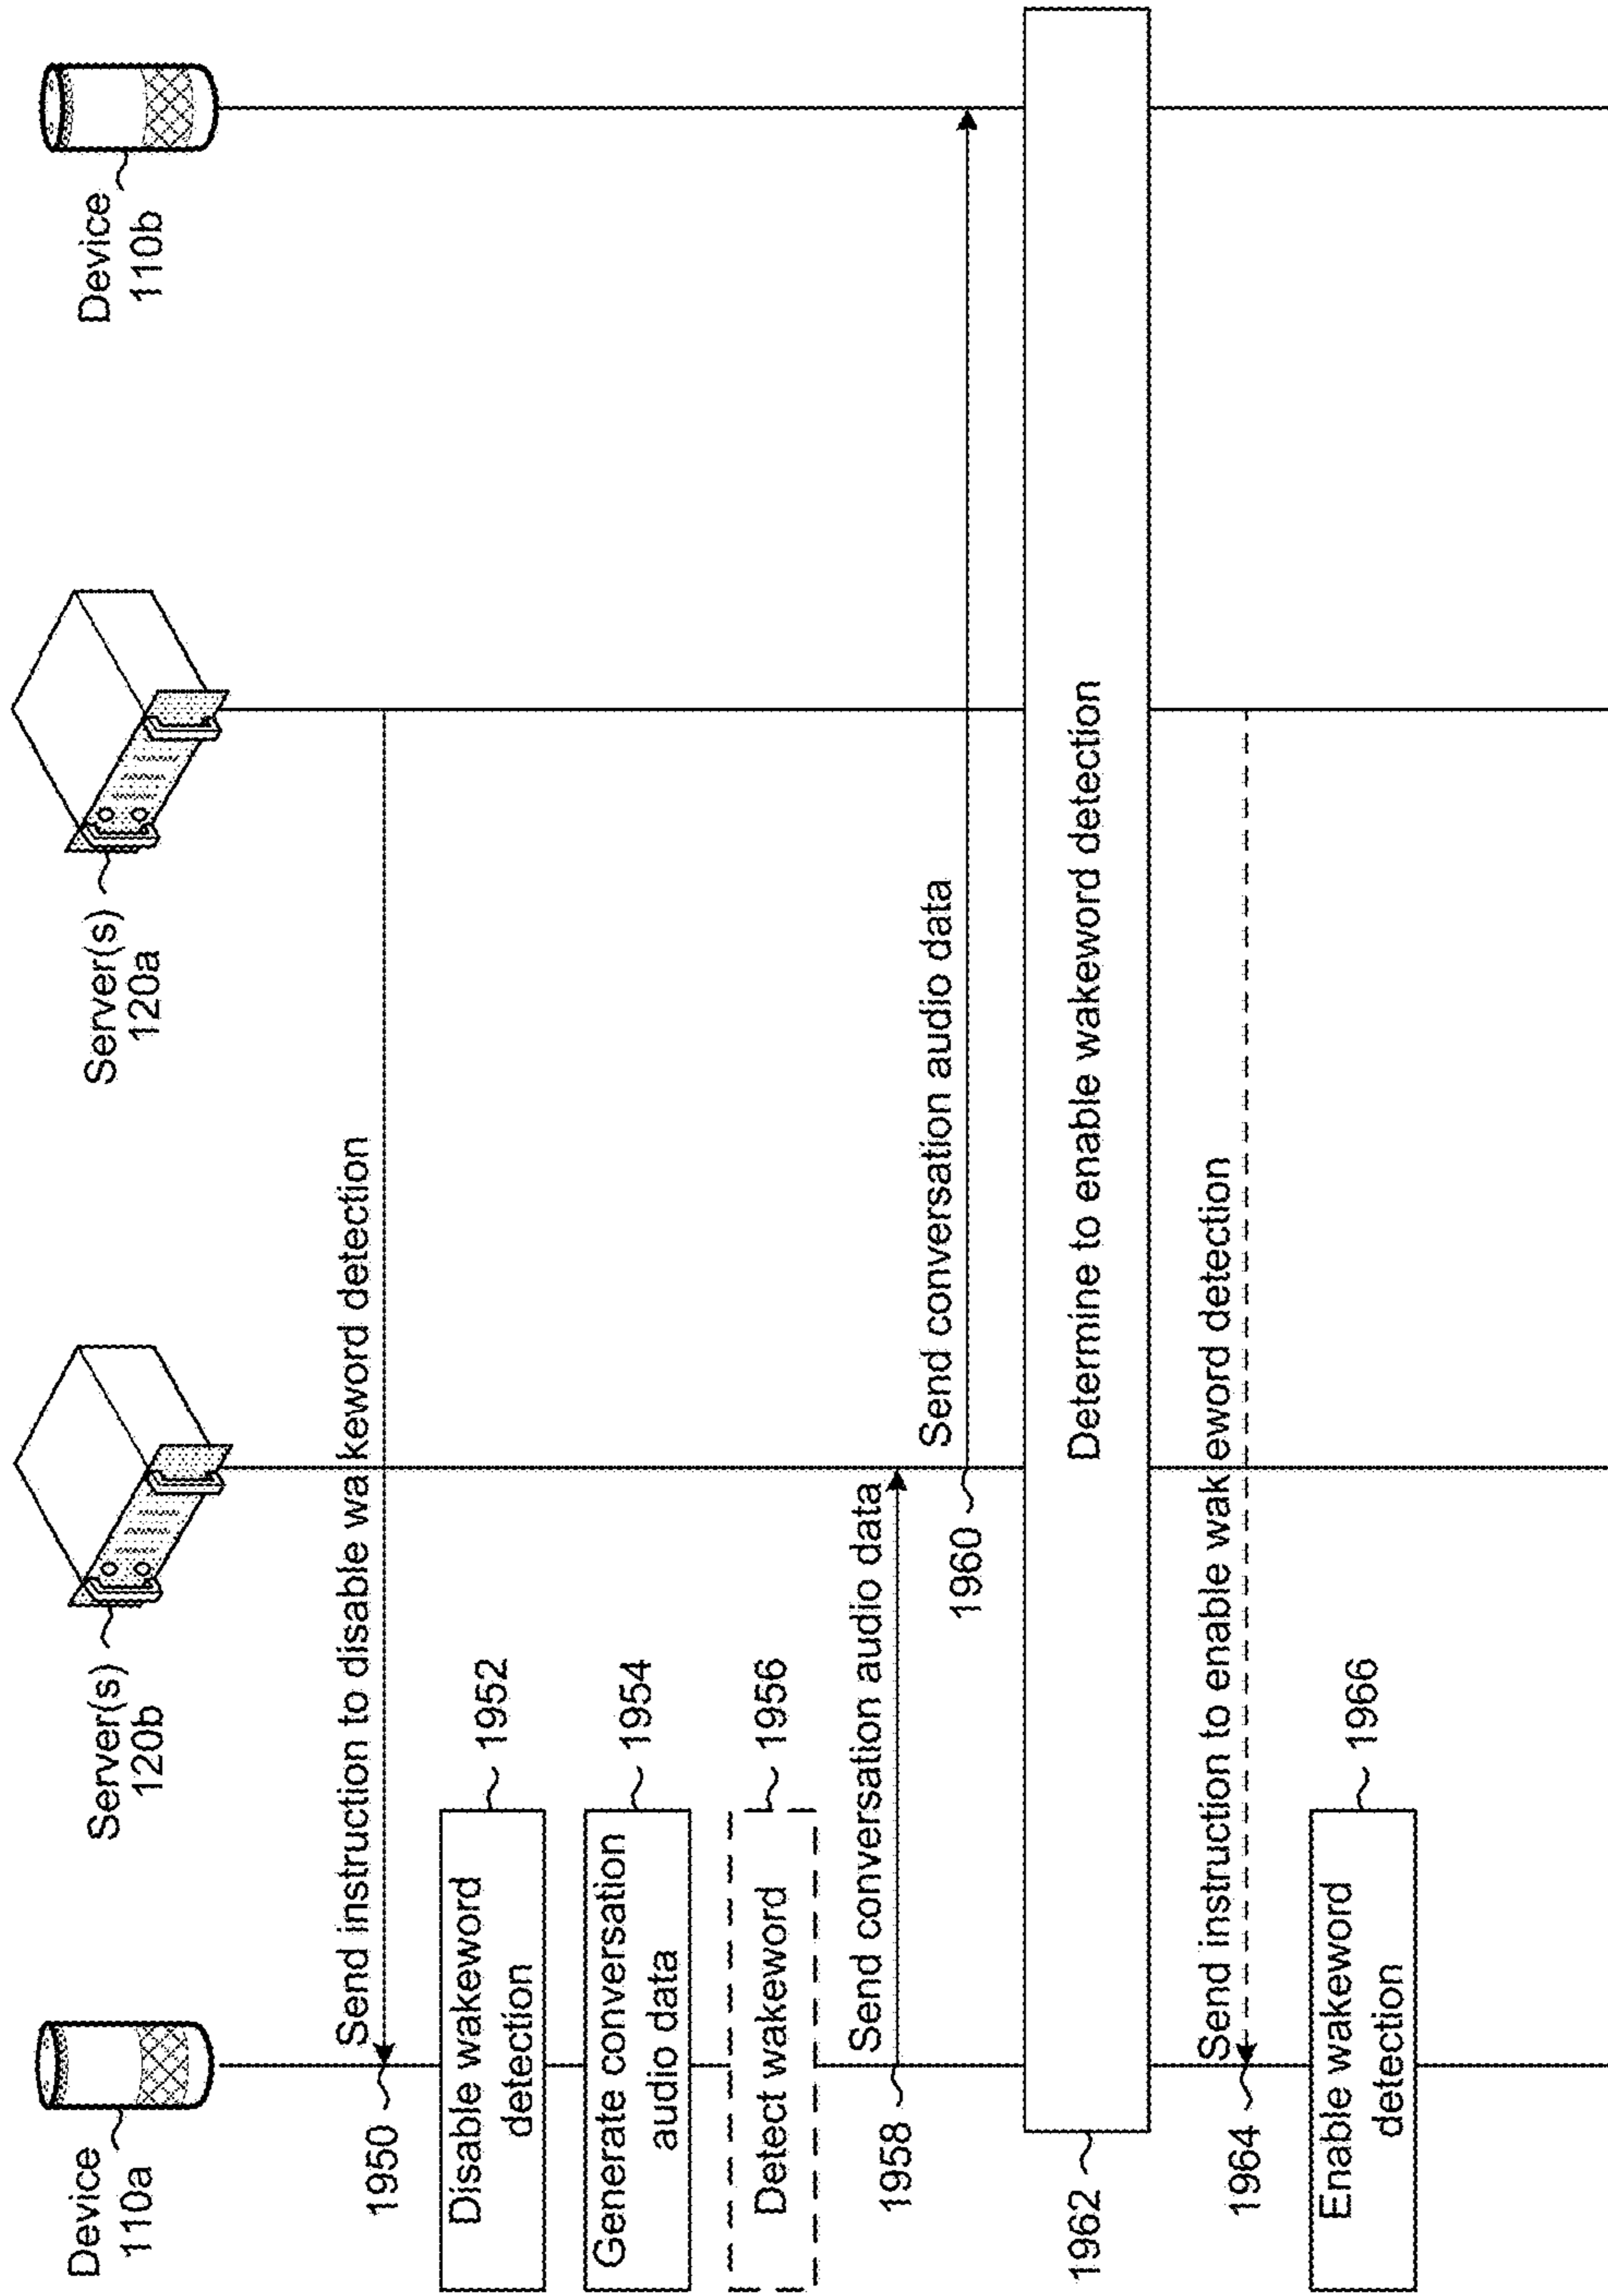 Device
110a
Server(s)
120b
Server(s)
120a
Device
110b
Send instruction to disable wakeword detection
1950
Disable wakeword
detection
1952
Generate conversation
audio data
1954
Detect wakeword
1956
Send conversation audio data
1958
Send conversation audio data
1960
Determine to enable wakeword detection
1962
Send instruction to enable wakeword detection
1964
Enable wakeword
detection
1966